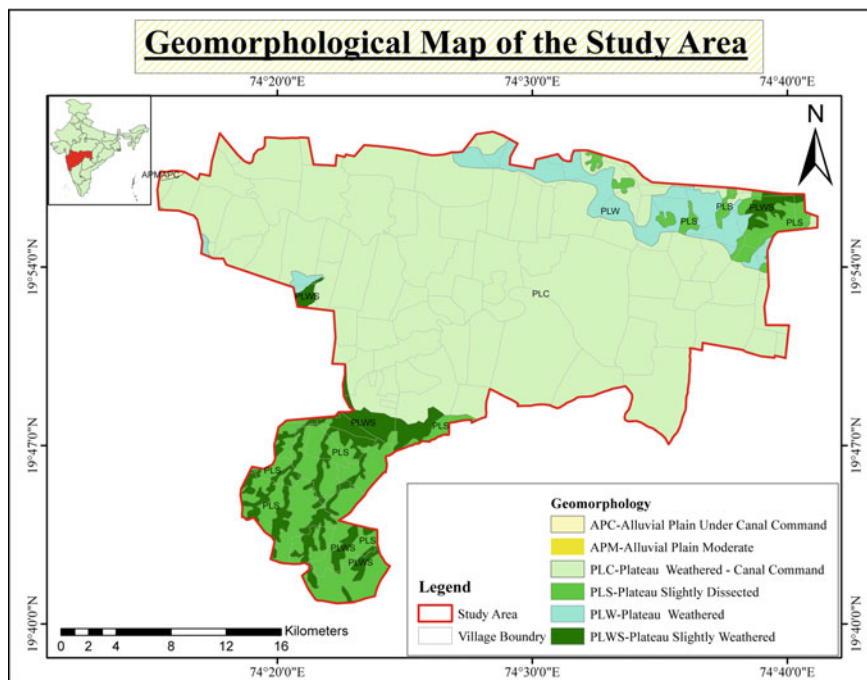 Geomorphological Map of the Study Area
74°20'0"E
74°30'0"E
74°40'0"E
N
APMAPC
PLW
PLS
PLS
PLWS
PLS
19°54'0"N
19°54'0"N
PLWS
PLC
PLWS
PLS
19°47'0"N
19°47'0"N
PLS
PLS
PLS
PLS
PLWS
PLWS
Geomorphology
APC-Alluvial Plain Under Canal Command
APM-Alluvial Plain Moderate
PLC-Plateau Weathered - Canal Command
PLS-Plateau Slightly Dissected
PLW-Plateau Weathered
PLWS-Plateau Slightly Weathered
Legend
Study Area
Village Boundry
19°40'0"N
19°40'0"N
Kilometers
0 2 4 8 12 16
74°20'0"E
74°30'0"E
74°40'0"E